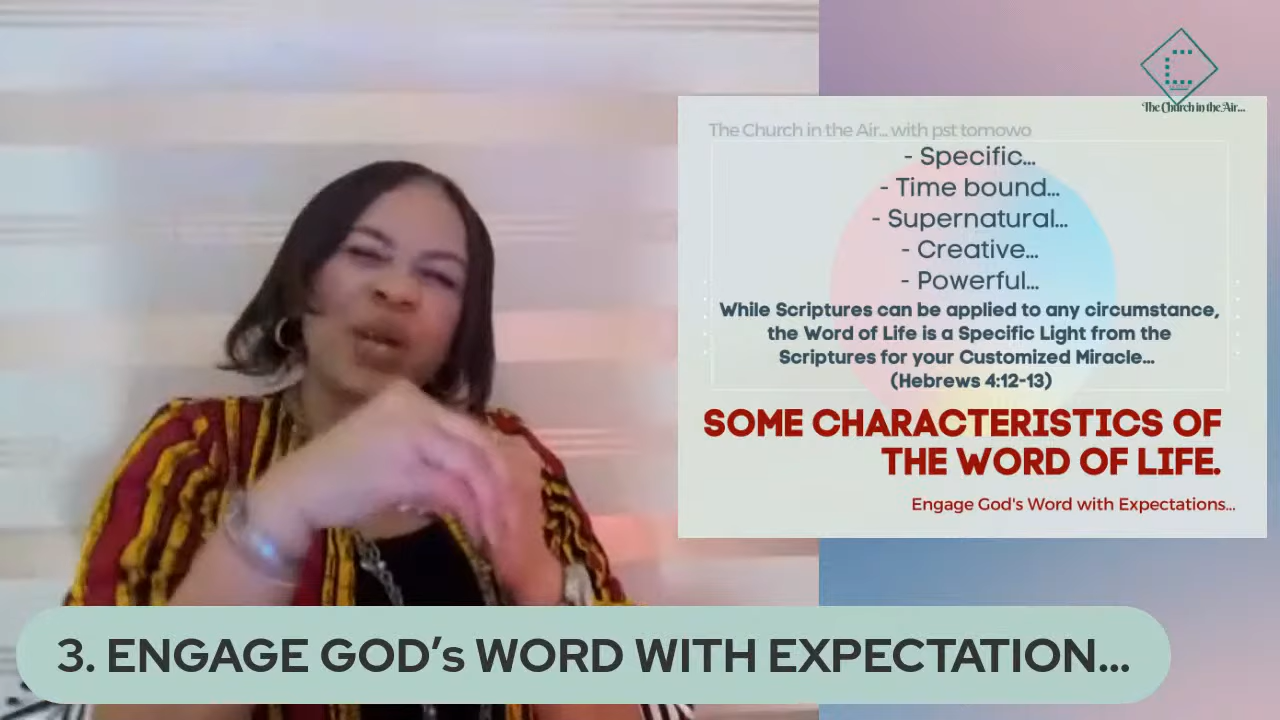 The Church in the Air...
The Church in the Air... with pst tomowo
- Specific...
- Time bound...
- Supernatural...
- Creative...
- Powerful...
While Scriptures can be applied to any circumstance,
the Word of Life is a Specific Light from the
Scriptures for your Customized Miracle...
(Hebrews 4:12-13)
SOME CHARACTERISTICS OF
THE WORD OF LIFE.
Engage God's Word with Expectations...
3. ENGAGE GOD's WORD WITH EXPECTATION...